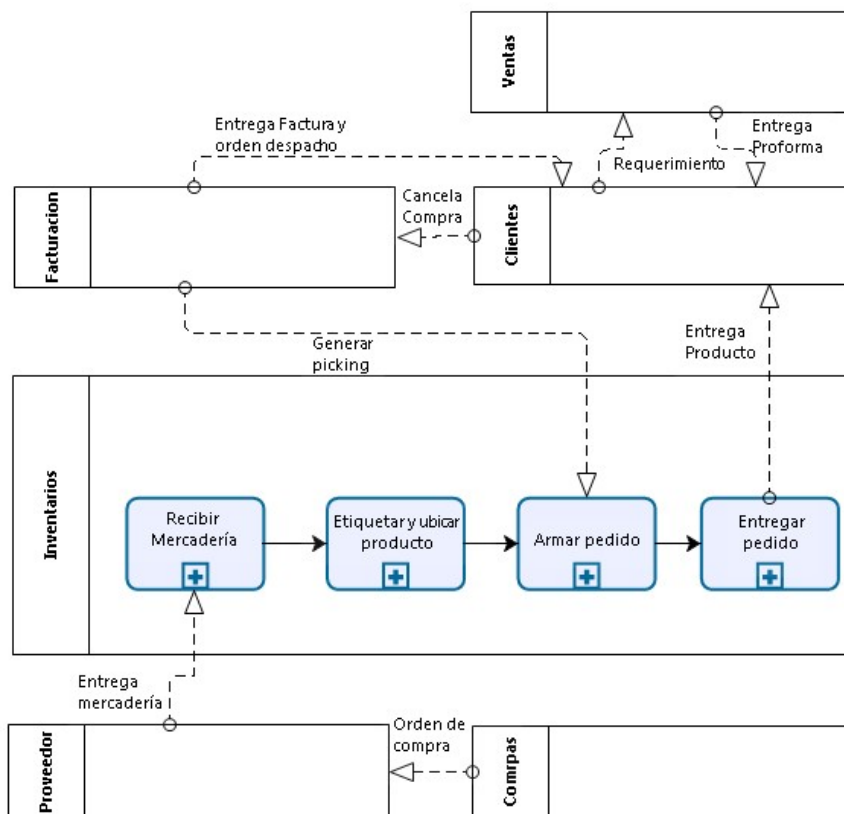 Ventas
Entrega
Proforma
Requerimiento
Entrega Factura y
orden despacho
Facturacion
Cancela
Compra
Clientes
Generar
picking
Entrega
Producto
Inventarios
Recibir
Mercadería
Etiquetar y ubicar
producto
Armar pedido
Entregar
pedido
Entrega
mercadería
Proveedor
Orden de
compra
Comrpas